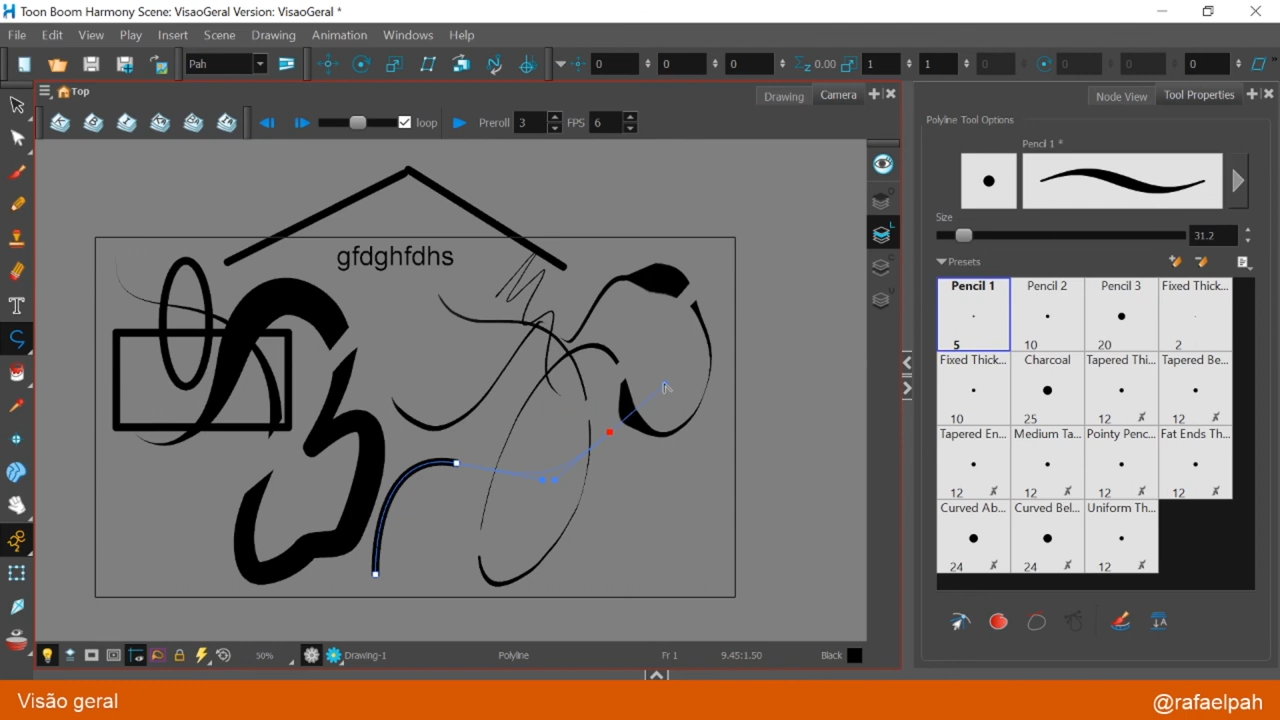 Toon Boom Harmony Scene: VisaoGeral Version: VisaoGeral *
File Edit View Play Insert Scene Drawing Animation Windows Help
Pah 0 0 0 0.00 1 1 0 0 0 0
Top Drawing Camera Node View Tool Properties
loop Preroll 3 FPS 6
Polyline Tool Options
Pencil 1 *
Size
31.2
Presets
Pencil 1 Pencil 2 Pencil 3 Fixed Thick...
5 10 20 2
Fixed Thick... Charcoal Tapered Thi... Tapered Be...
10 25 12 12
Tapered En... Medium Ta... Pointy Penc... Fat Ends Th...
12 12 12 12
Curved Ab... Curved Bel... Uniform Th...
24 24 12
gfdghfdhs
50% Drawing-1 Polyline Fr 1 9.45:1.50 Black
Visão geral
@rafaelpah